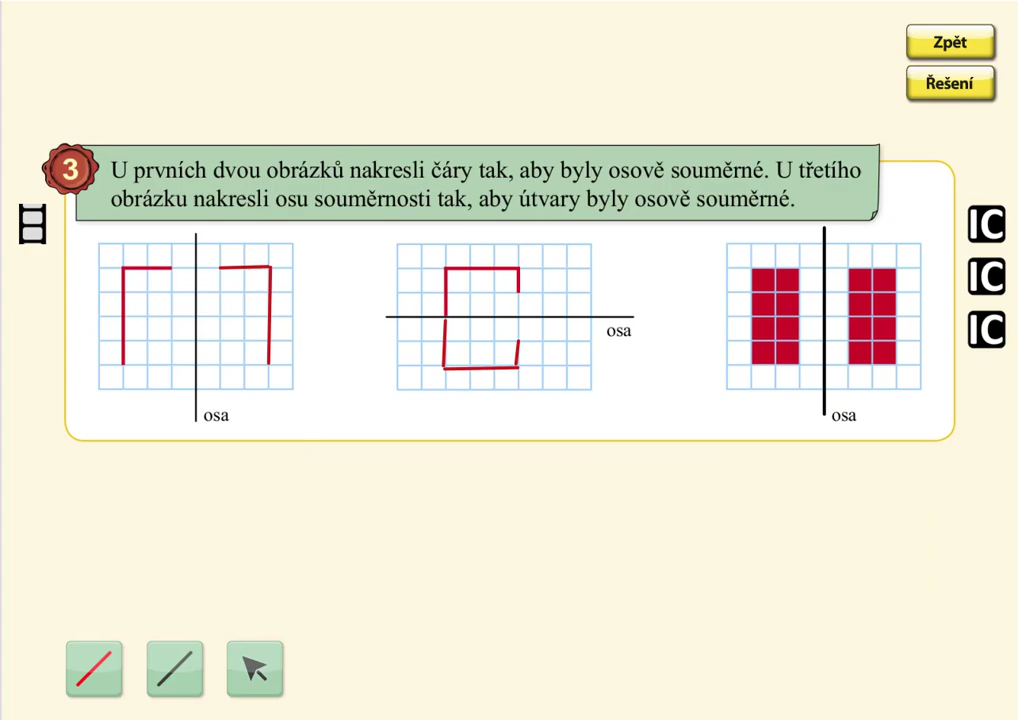 Zpět
Řešení
3
U prvních dvou obrázků nakresli čáry tak, aby byly osově souměrné. U třetího
obrázku nakresli osu souměrnosti tak, aby útvary byly osově souměrné.
IC
IC
IC
osa
osa
osa